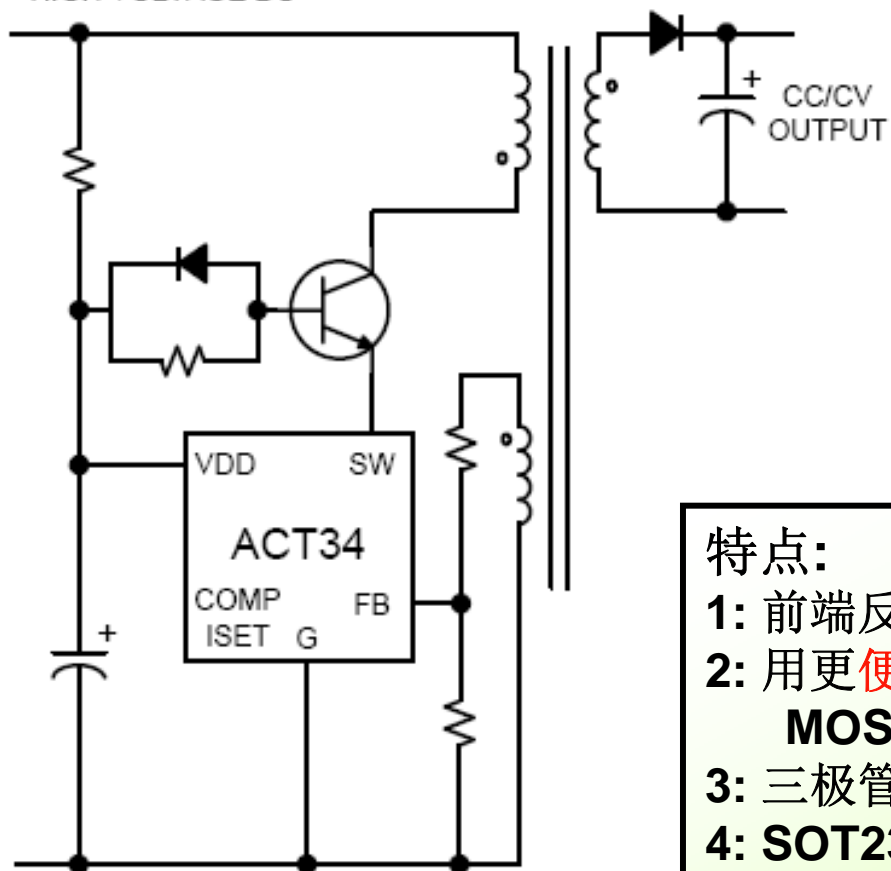 +
CC/CV
OUTPUT
VDD SW
ACT34
COMP FB
ISET G
+
特点:
1: 前端反
2: 用更便
MOS
3: 三极管
4: SOT23